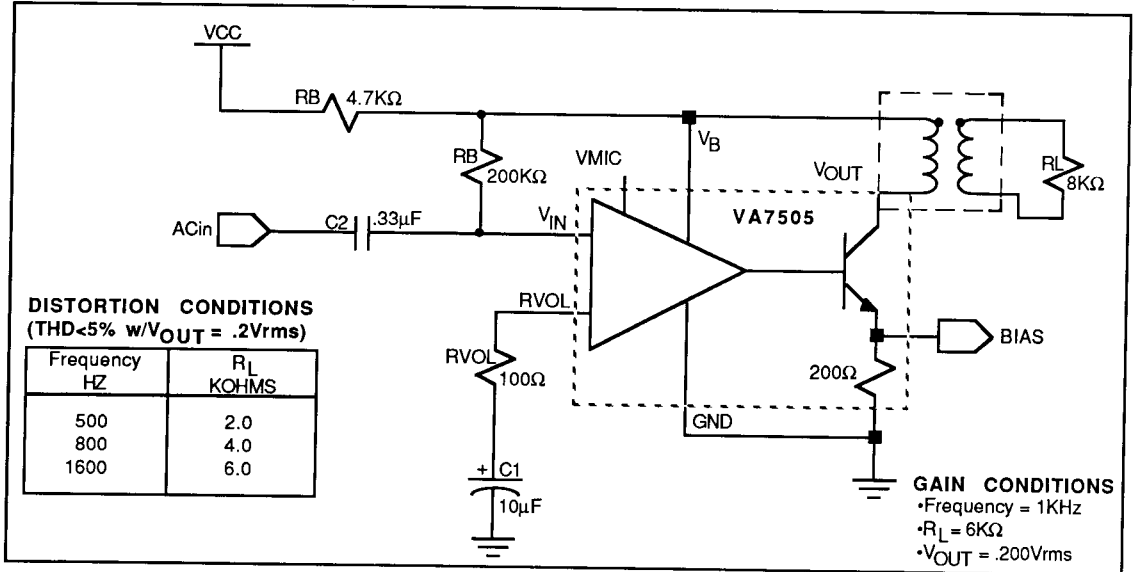 VCC
RB 4.7KΩ
RB
200KΩ
VMIC
VB
VOUT
RL
8KΩ
VA7505
ACin
C2 .33µF
VIN
RVOL
RVOL
100Ω
BIAS
200Ω
GND
+ C1
10µF
DISTORTION CONDITIONS
(THD<5% w/VOUT = .2Vrms)
Frequency HZ | RL KOHMS
500 2.0
800 4.0
1600 6.0
GAIN CONDITIONS
•Frequency = 1KHz
•RL = 6KΩ
•VOUT = .200Vrms